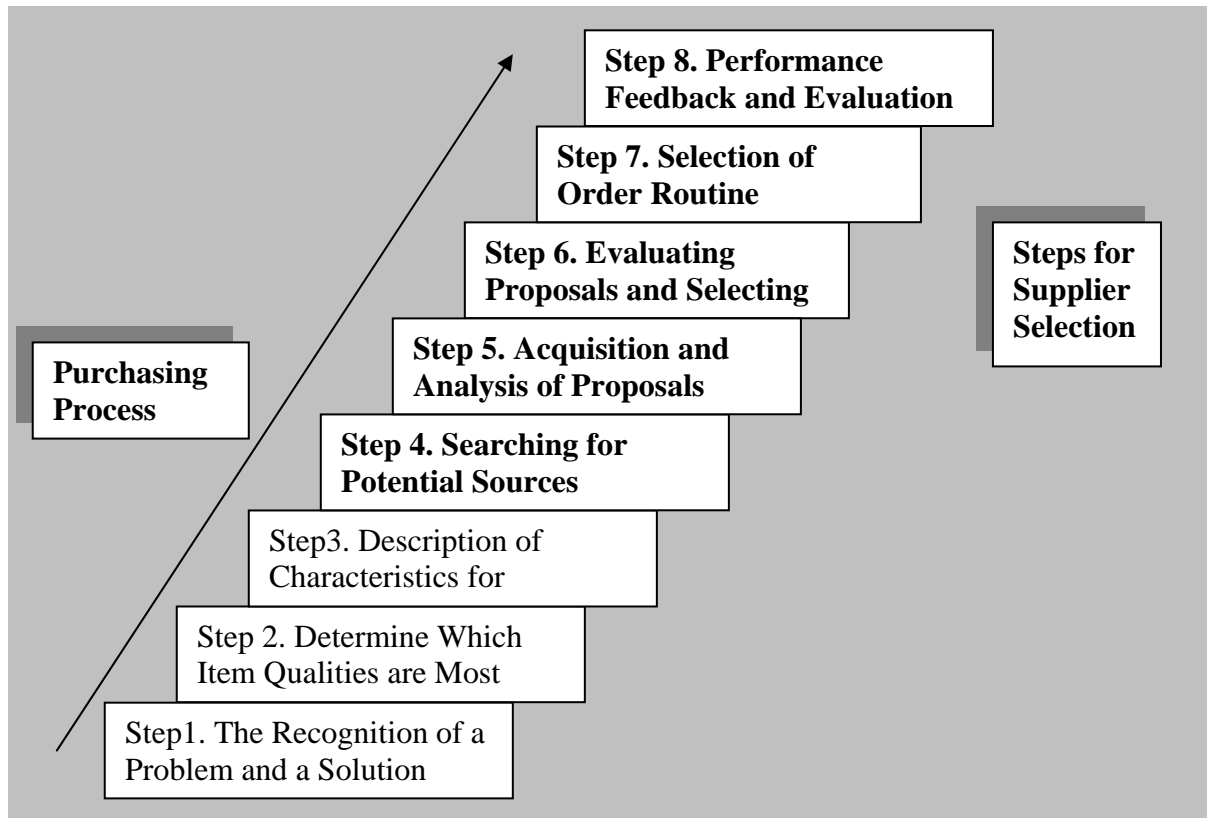 Step 8. Performance
Feedback and Evaluation
Step 7. Selection of
Order Routine
Step 6. Evaluating
Proposals and Selecting
Steps for
Supplier
Selection
Step 5. Acquisition and
Analysis of Proposals
Purchasing
Process
Step 4. Searching for
Potential Sources
Step3. Description of
Characteristics for
Step 2. Determine Which
Item Qualities are Most
Step1. The Recognition of a
Problem and a Solution